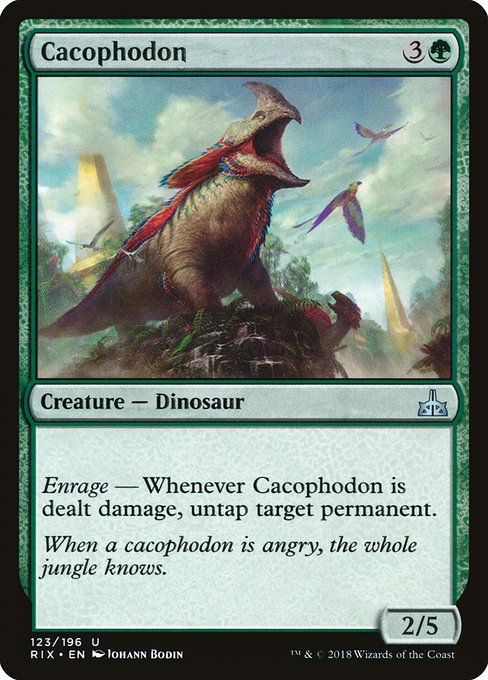 Cacophodon 3
Creature — Dinosaur
Enrage — Whenever Cacophodon is
dealt damage, untap target permanent.
When a cacophodon is angry, the whole
jungle knows.
2/5
123/196 U
RIX • EN Johann Bodin
™ & © 2018 Wizards of the Coast